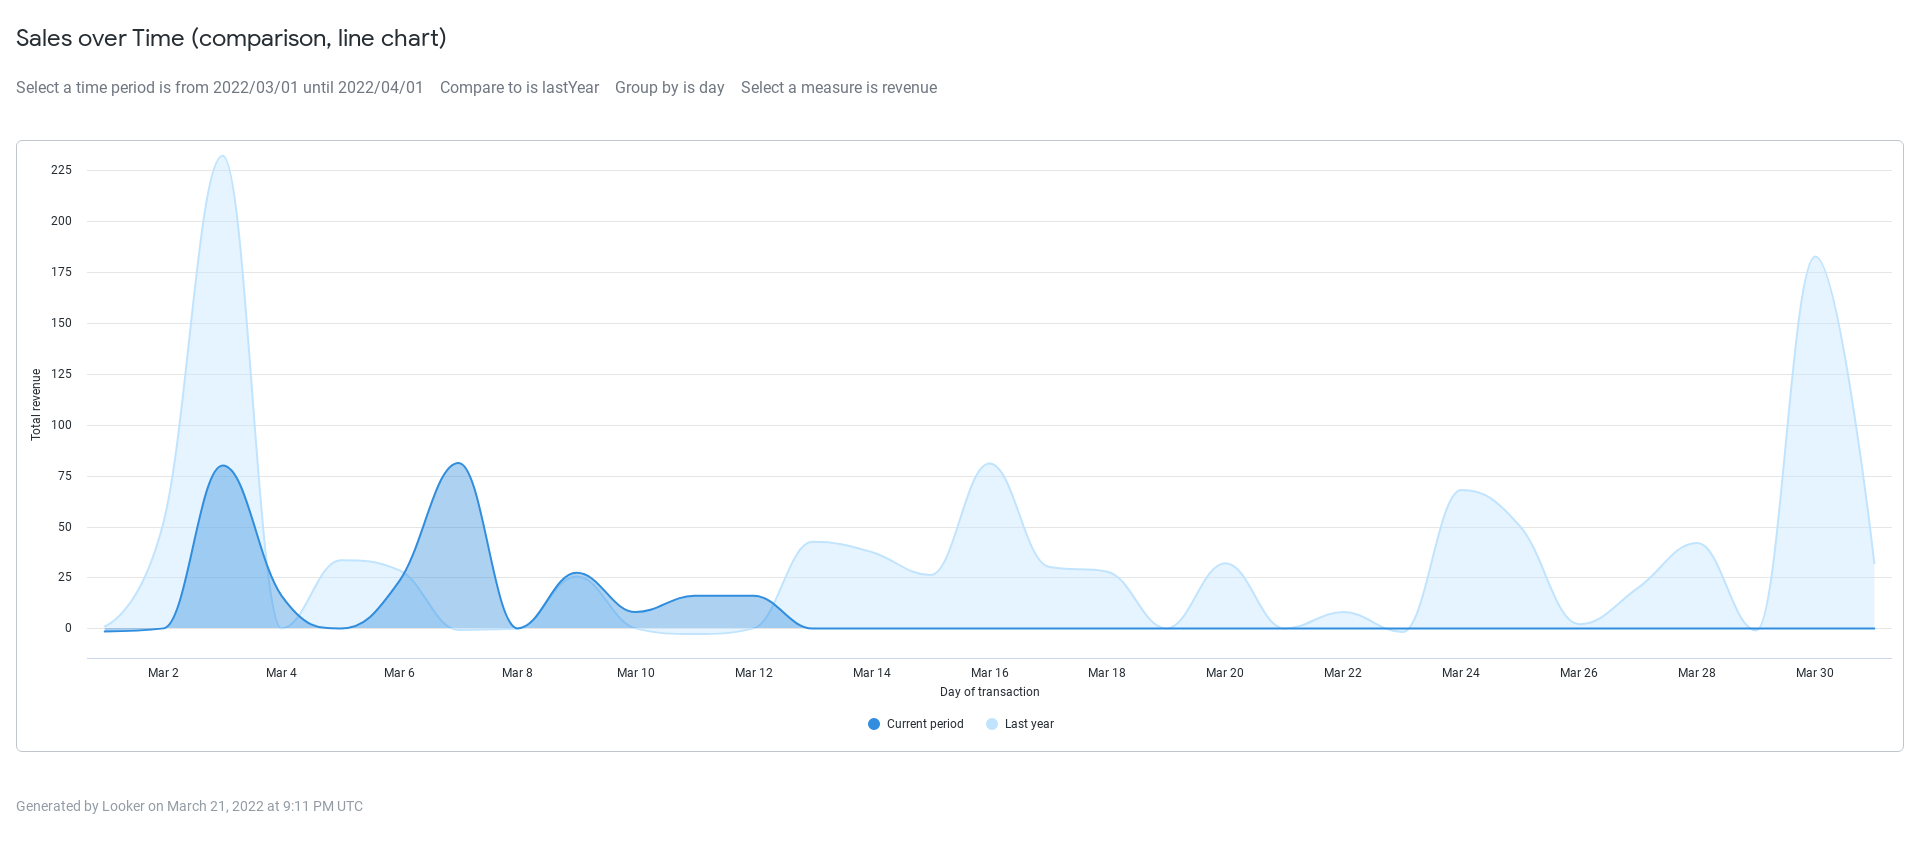 Sales over Time (comparison, line chart)
Select a time period is from 2022/03/01 until 2022/04/01 Compare to is lastYear Group by is day Select a measure is revenue
225
200
175
150
125
100
75
50
25
0
Total revenue
Mar 2 Mar 4 Mar 6 Mar 8 Mar 10 Mar 12 Mar 14 Mar 16 Mar 18 Mar 20 Mar 22 Mar 24 Mar 26 Mar 28 Mar 30
Day of transaction
Current period Last year
Generated by Looker on March 21, 2022 at 9:11 PM UTC